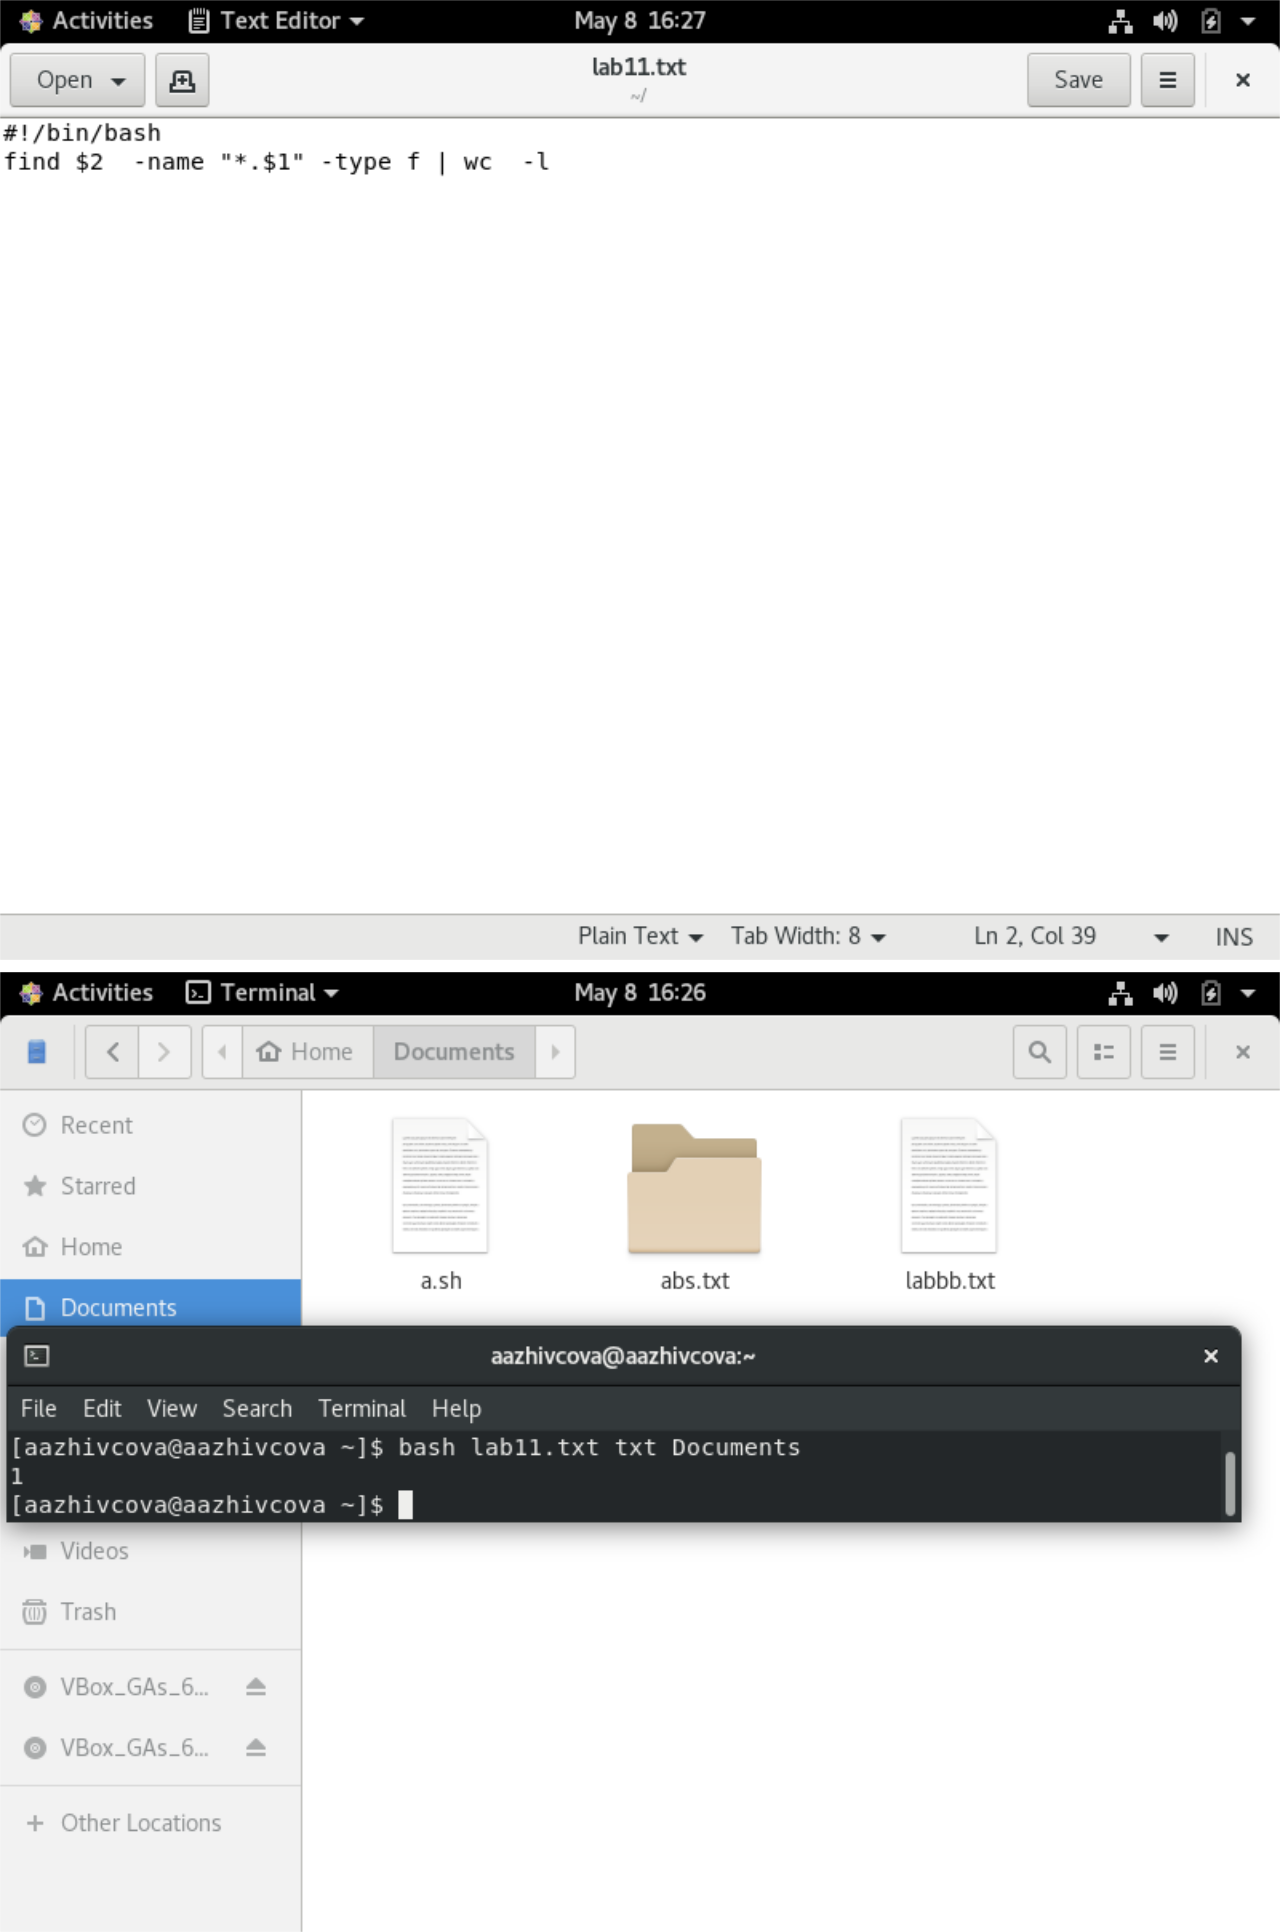 Activities Text Editor May 8 16:27
Open lab11.txt Save
~/
#!/bin/bash
find $2  -name "*.$1" -type f | wc  -l
Plain Text Tab Width: 8 Ln 2, Col 39 INS
Activities Terminal May 8 16:26
Home Documents
Recent
Starred
Home
Documents
a.sh abs.txt labbb.txt
aazhivcova@aazhivcova:~
File Edit View Search Terminal Help
[aazhivcova@aazhivcova ~]$ bash lab11.txt txt Documents
1
[aazhivcova@aazhivcova ~]$
Videos
Trash
VBox_GAs_6...
VBox_GAs_6...
+ Other Locations